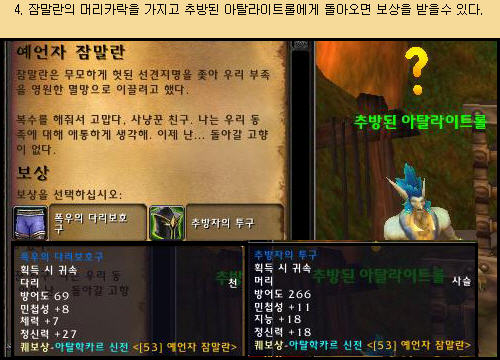 4. 잠말란의 머리카락을 가지고 추방된 아탈라이트롤에게 돌아오면 보상을 받을수 있다.
예언자 잠말란
잠말란은 무모하게 헛된 선견지명을 좇아 우리 부족
을 영원한 멸망으로 이끌려고 했다.
복수를 해줘서 고맙다, 사냥꾼 친구. 나는 우리 동
족에 대해 애통하게 생각해. 이제 난... 돌아갈 고향
이 없다.
보상
보상을 선택하십시오:
폭우의 다리보호
구
추방자의 투구
?
추방된 아탈라이트롤
폭우의 다리보호구
획득 시 귀속
다리 천
방어도 69
민첩성 +8
체력 +7
정신력 +27
퀘보상-아탈학카르 신전 <[53] 예언자 잠말란>
추방자의 투구
획득 시 귀속
머리 사슬
방어도 266
민첩성 +11
지능 +18
정신력 +18
퀘보상-아탈학카르 신전 <[53] 예언자 잠말란>